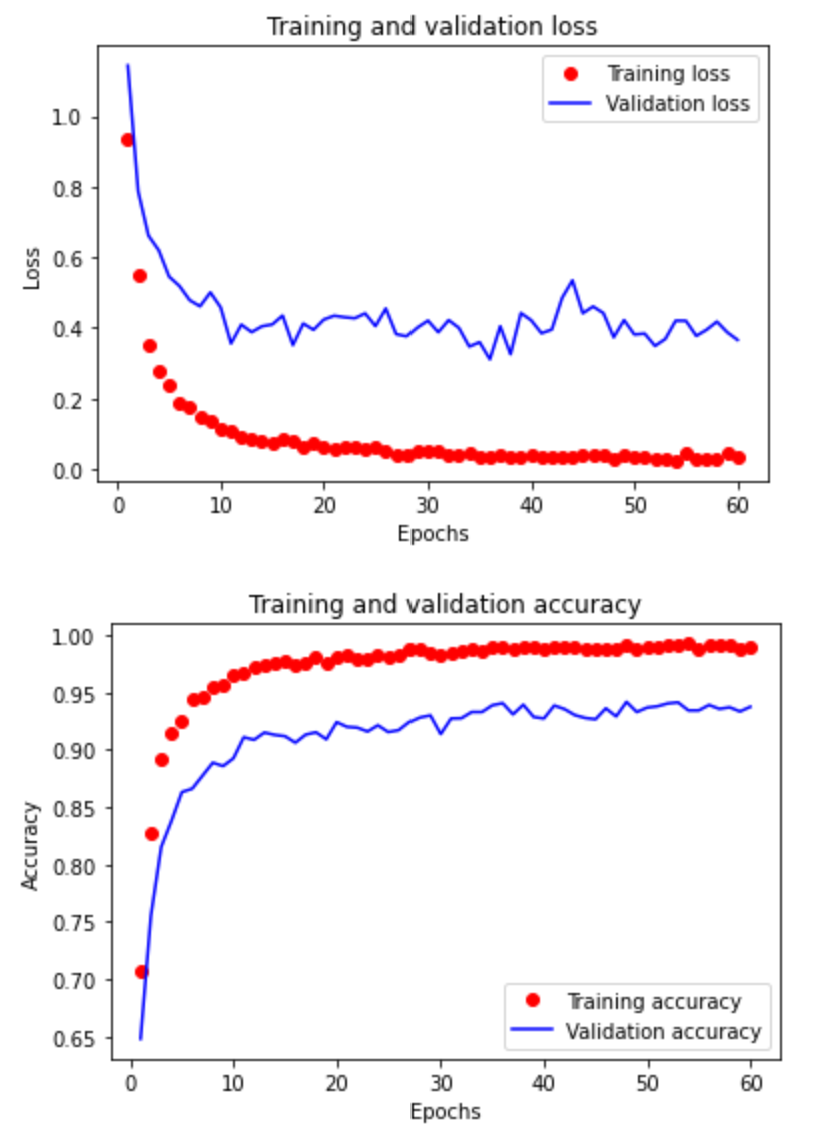 Training and validation loss
Training loss
Validation loss
1.0
0.8
0.6
0.4
0.2
0.0
Loss
0 10 20 30 40 50 60
Epochs
Training and validation accuracy
1.00
0.95
0.90
0.85
0.80
0.75
0.70
0.65
Accuracy
Training accuracy
Validation accuracy
0 10 20 30 40 50 60
Epochs